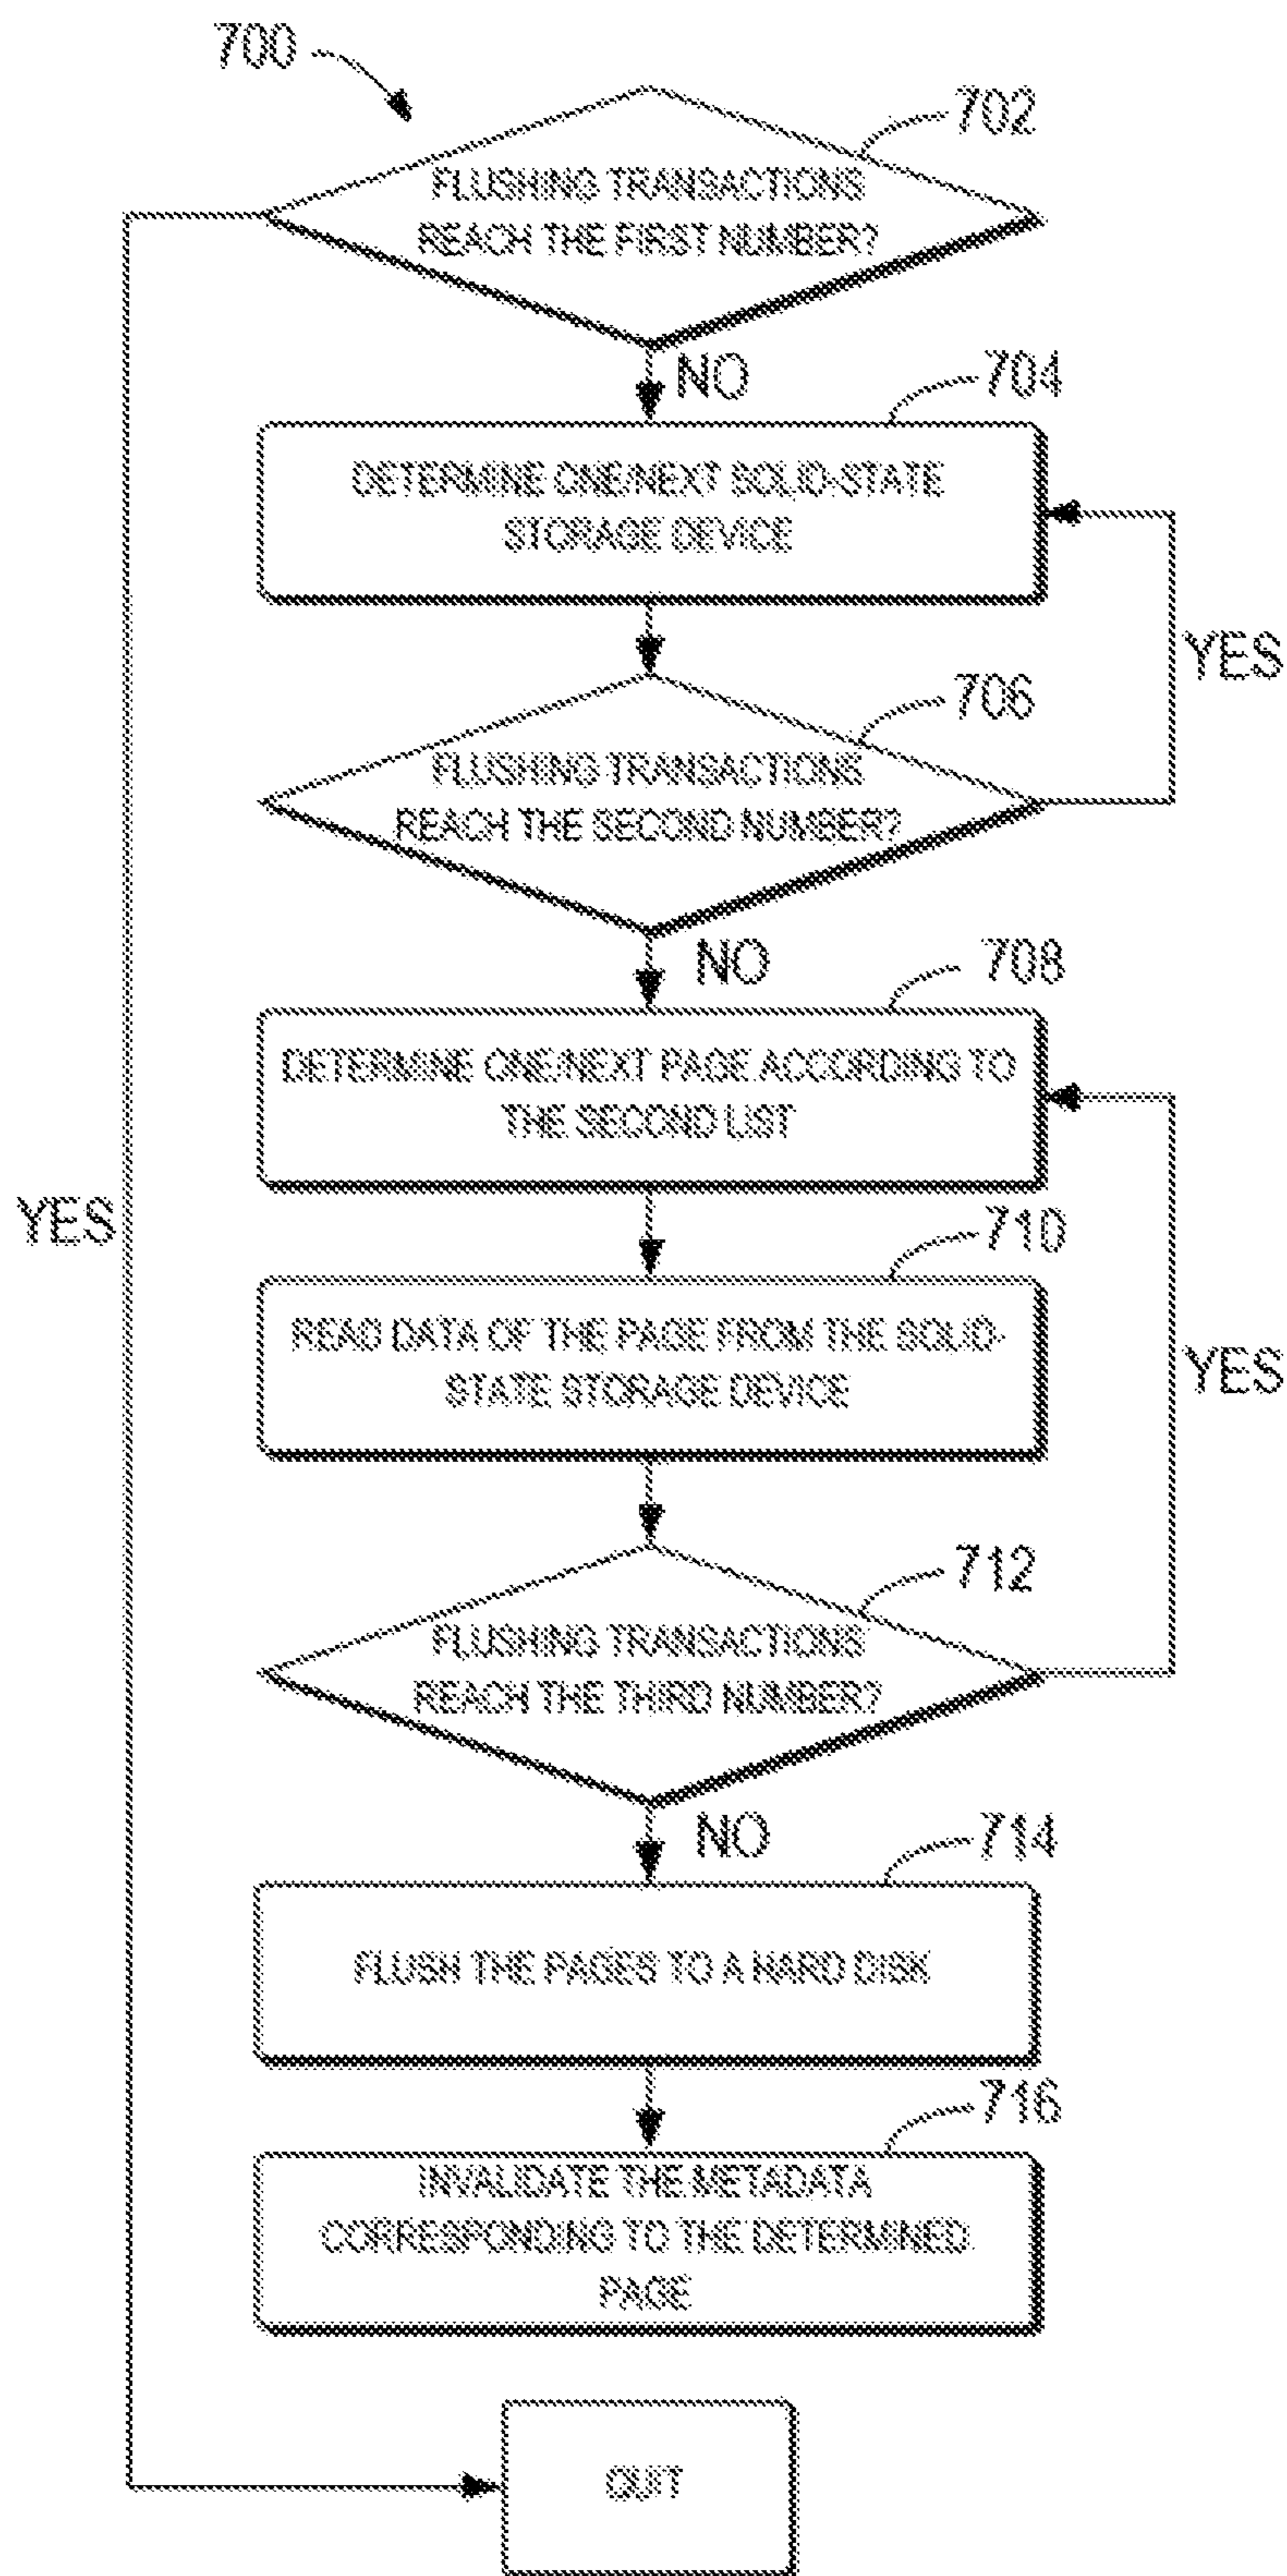 700
702
FLUSHING TRANSACTIONS
REACH THE FIRST NUMBER?
NO
704
DETERMINE ONE/NEXT SOLID-STATE
STORAGE DEVICE
YES
706
FLUSHING TRANSACTIONS
REACH THE SECOND NUMBER?
NO
708
DETERMINE ONE/NEXT PAGE ACCORDING TO
THE SECOND LIST
YES
710
READ DATA OF THE PAGE FROM THE SOLID-
STATE STORAGE DEVICE
YES
712
FLUSHING TRANSACTIONS
REACH THE THIRD NUMBER?
NO
714
FLUSH THE PAGES TO A HARD DISK
716
INVALIDATE THE METADATA
CORRESPONDING TO THE DETERMINED
PAGE
QUIT